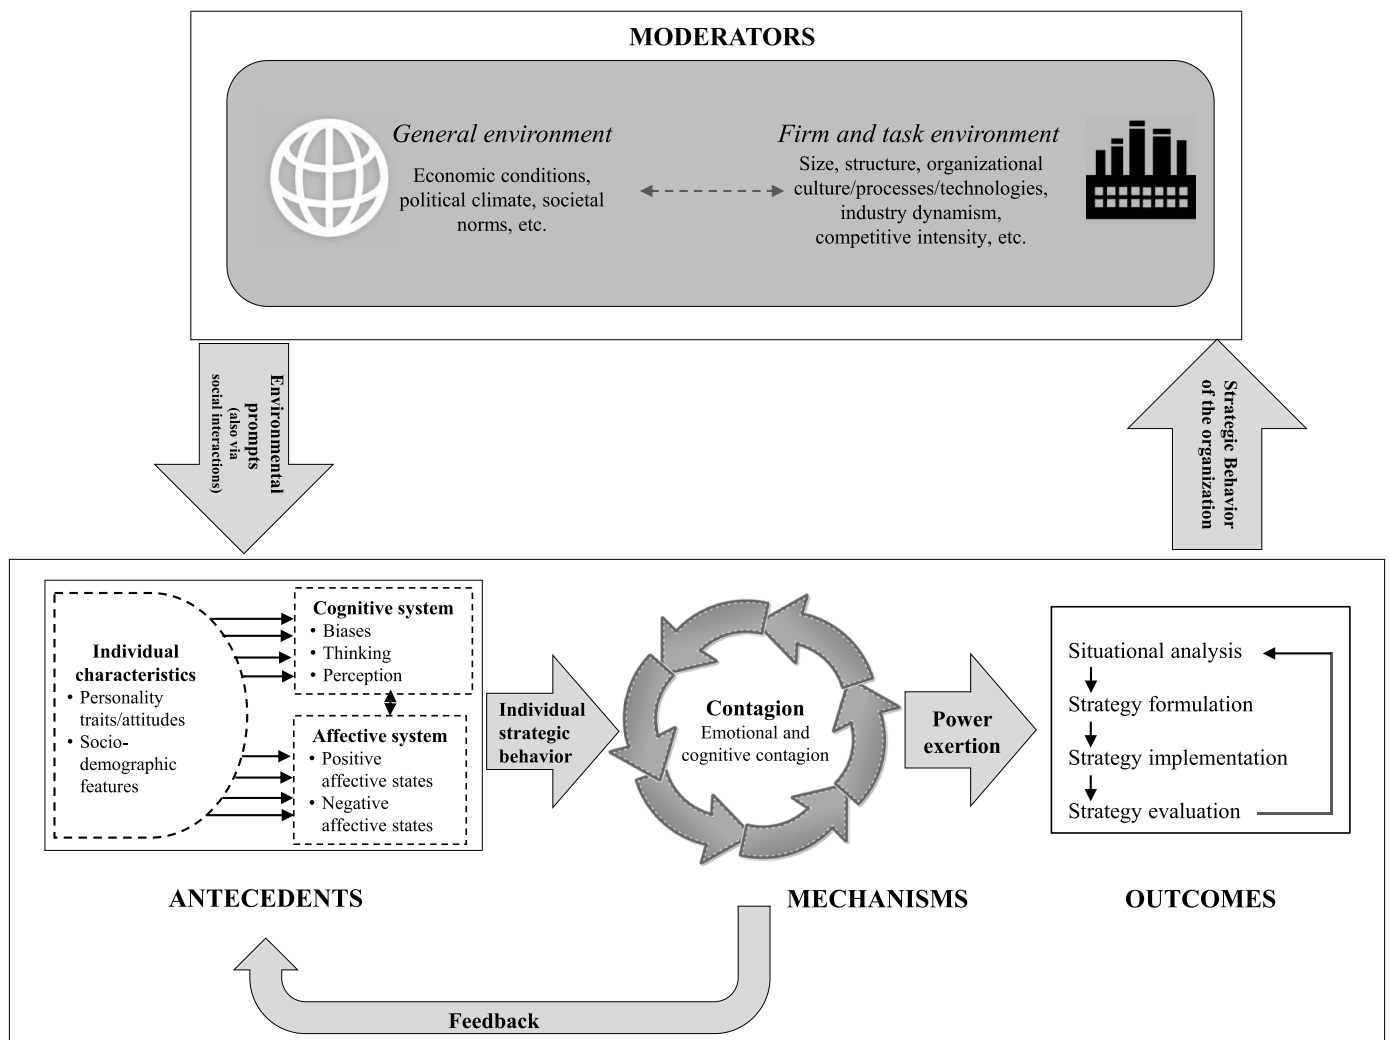 MODERATORS
General environment
Economic conditions,
political climate, societal
norms, etc.
Firm and task environment
Size, structure, organizational
culture/processes/technologies,
industry dynamism,
competitive intensity, etc.
Environmental
prompts
(also via
social interactions)
Strategic Behavior
of the organization
Individual
characteristics
• Personality
traits/attitudes
• Socio-
demographic
features
Cognitive system
• Biases
• Thinking
• Perception
Affective system
• Positive
affective states
• Negative
affective states
Individual
strategic
behavior
Contagion
Emotional and
cognitive contagion
Power
exertion
Situational analysis
Strategy formulation
Strategy implementation
Strategy evaluation
ANTECEDENTS
MECHANISMS
OUTCOMES
Feedback